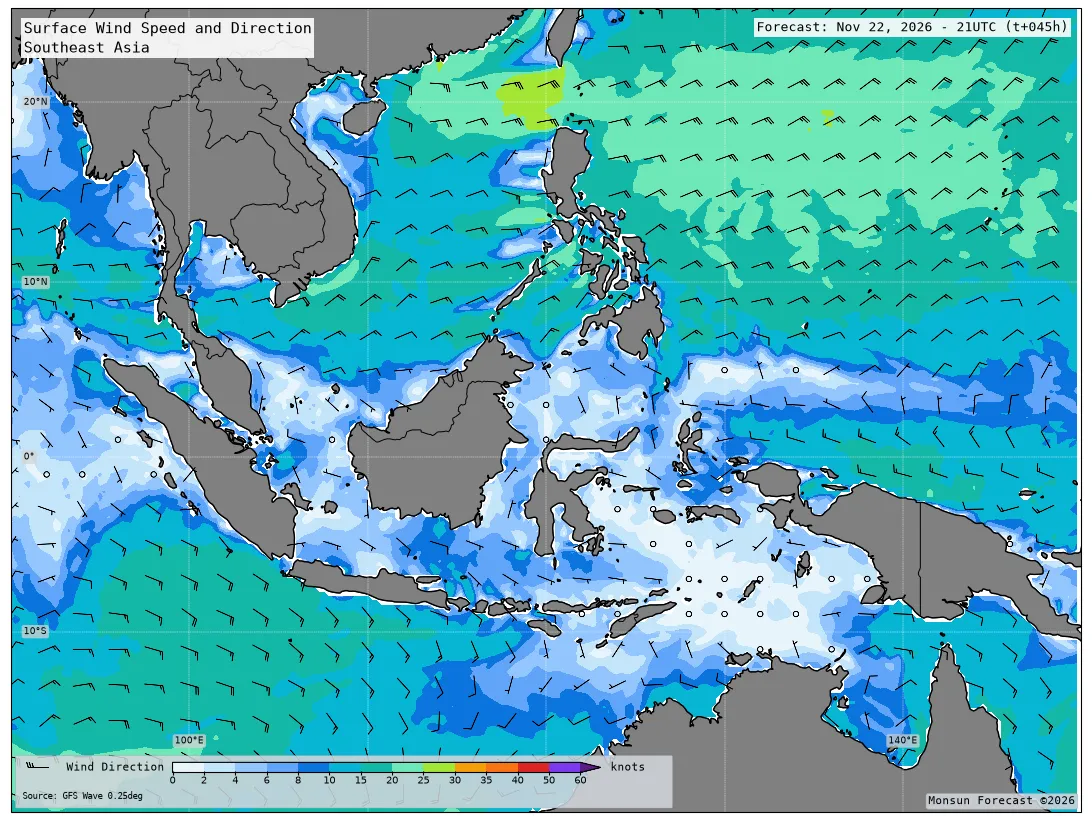 Surface Wind Speed and Direction
Southeast Asia
Forecast: Nov 22, 2026 - 21UTC (t+045h)
20°N
10°N
0°
10°S
100°E
140°E
Wind Direction
0 2 4 6 8 10 15 20 25 30 35 40 50 60
knots
Source: GFS Wave 0.25deg
Monsun Forecast ©2026